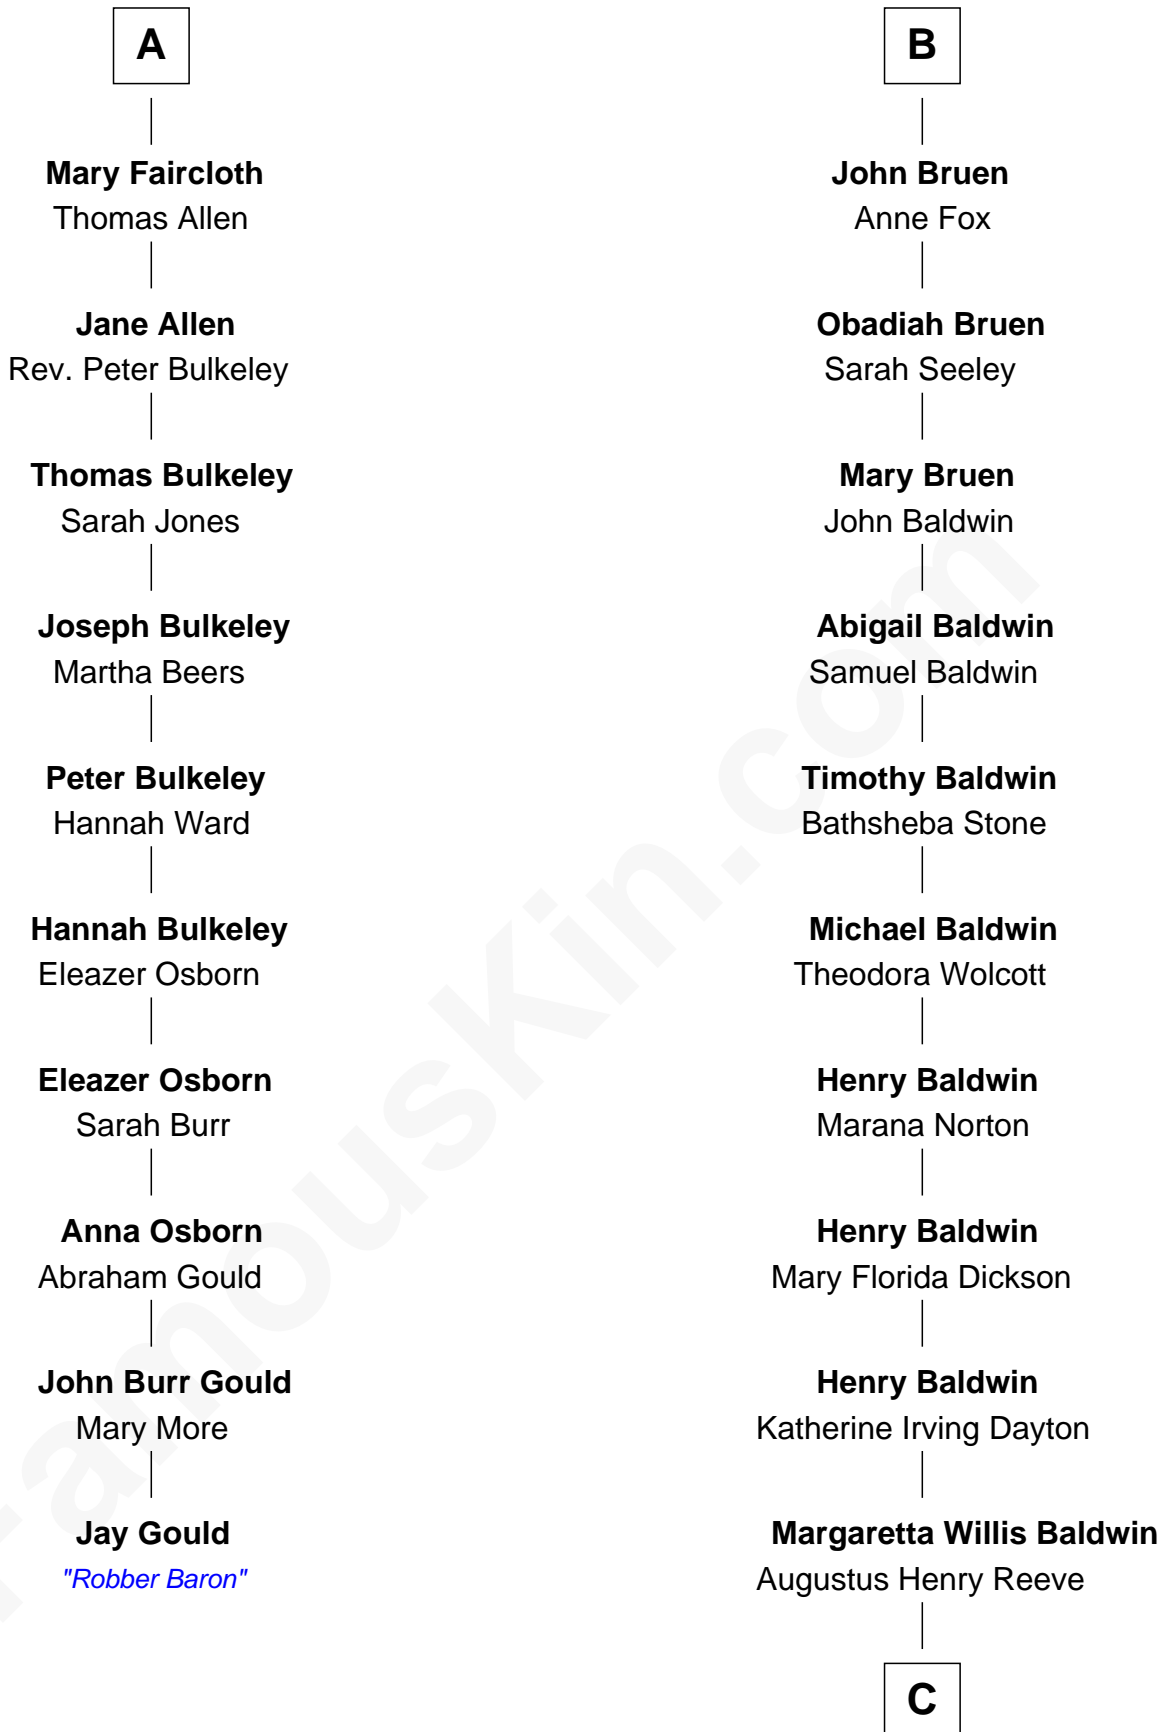 A
Mary Faircloth
Thomas Allen
Jane Allen
Rev. Peter Bulkeley
Thomas Bulkeley
Sarah Jones
Joseph Bulkeley
Martha Beers
Peter Bulkeley
Hannah Ward
Hannah Bulkeley
Eleazer Osborn
Eleazer Osborn
Sarah Burr
Anna Osborn
Abraham Gould
John Burr Gould
Mary More
Jay Gould
"Robber Baron"
B
John Bruen
Anne Fox
Obadiah Bruen
Sarah Seeley
Mary Bruen
John Baldwin
Abigail Baldwin
Samuel Baldwin
Timothy Baldwin
Bathsheba Stone
Michael Baldwin
Theodora Wolcott
Henry Baldwin
Marana Norton
Henry Baldwin
Mary Florida Dickson
Henry Baldwin
Katherine Irving Dayton
Margaretta Willis Baldwin
Augustus Henry Reeve
C
FamousKin.com